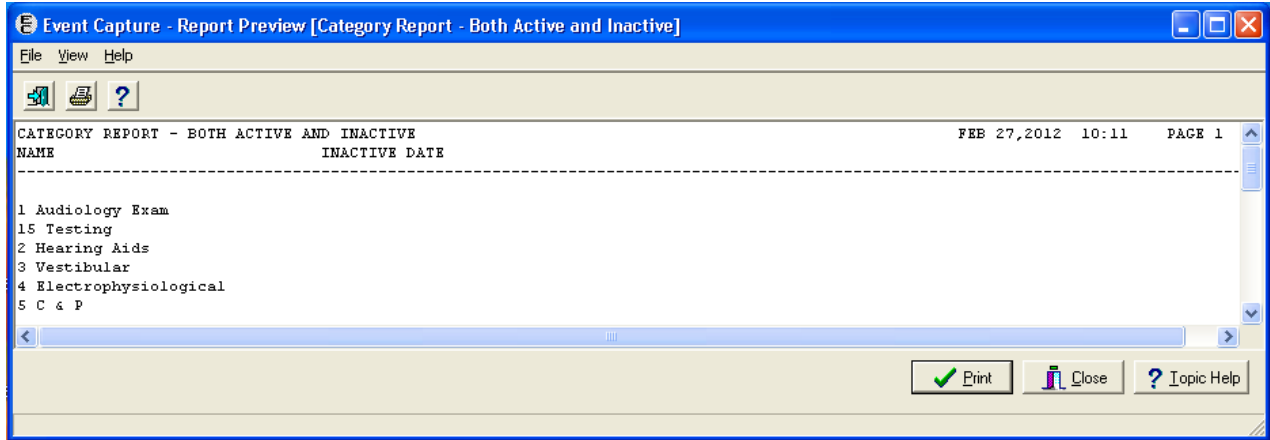 Event Capture - Report Preview [Category Report - Both Active and Inactive]
File View Help
CATEGORY REPORT - BOTH ACTIVE AND INACTIVE FEB 27,2012 10:11 PAGE 1
NAME INACTIVE DATE
--------------------------------------------------------------------------------------------------------------------------------
1 Audiology Exam
15 Testing
2 Hearing Aids
3 Vestibular
4 Electrophysiological
5 C & P
Print Close ? Topic Help